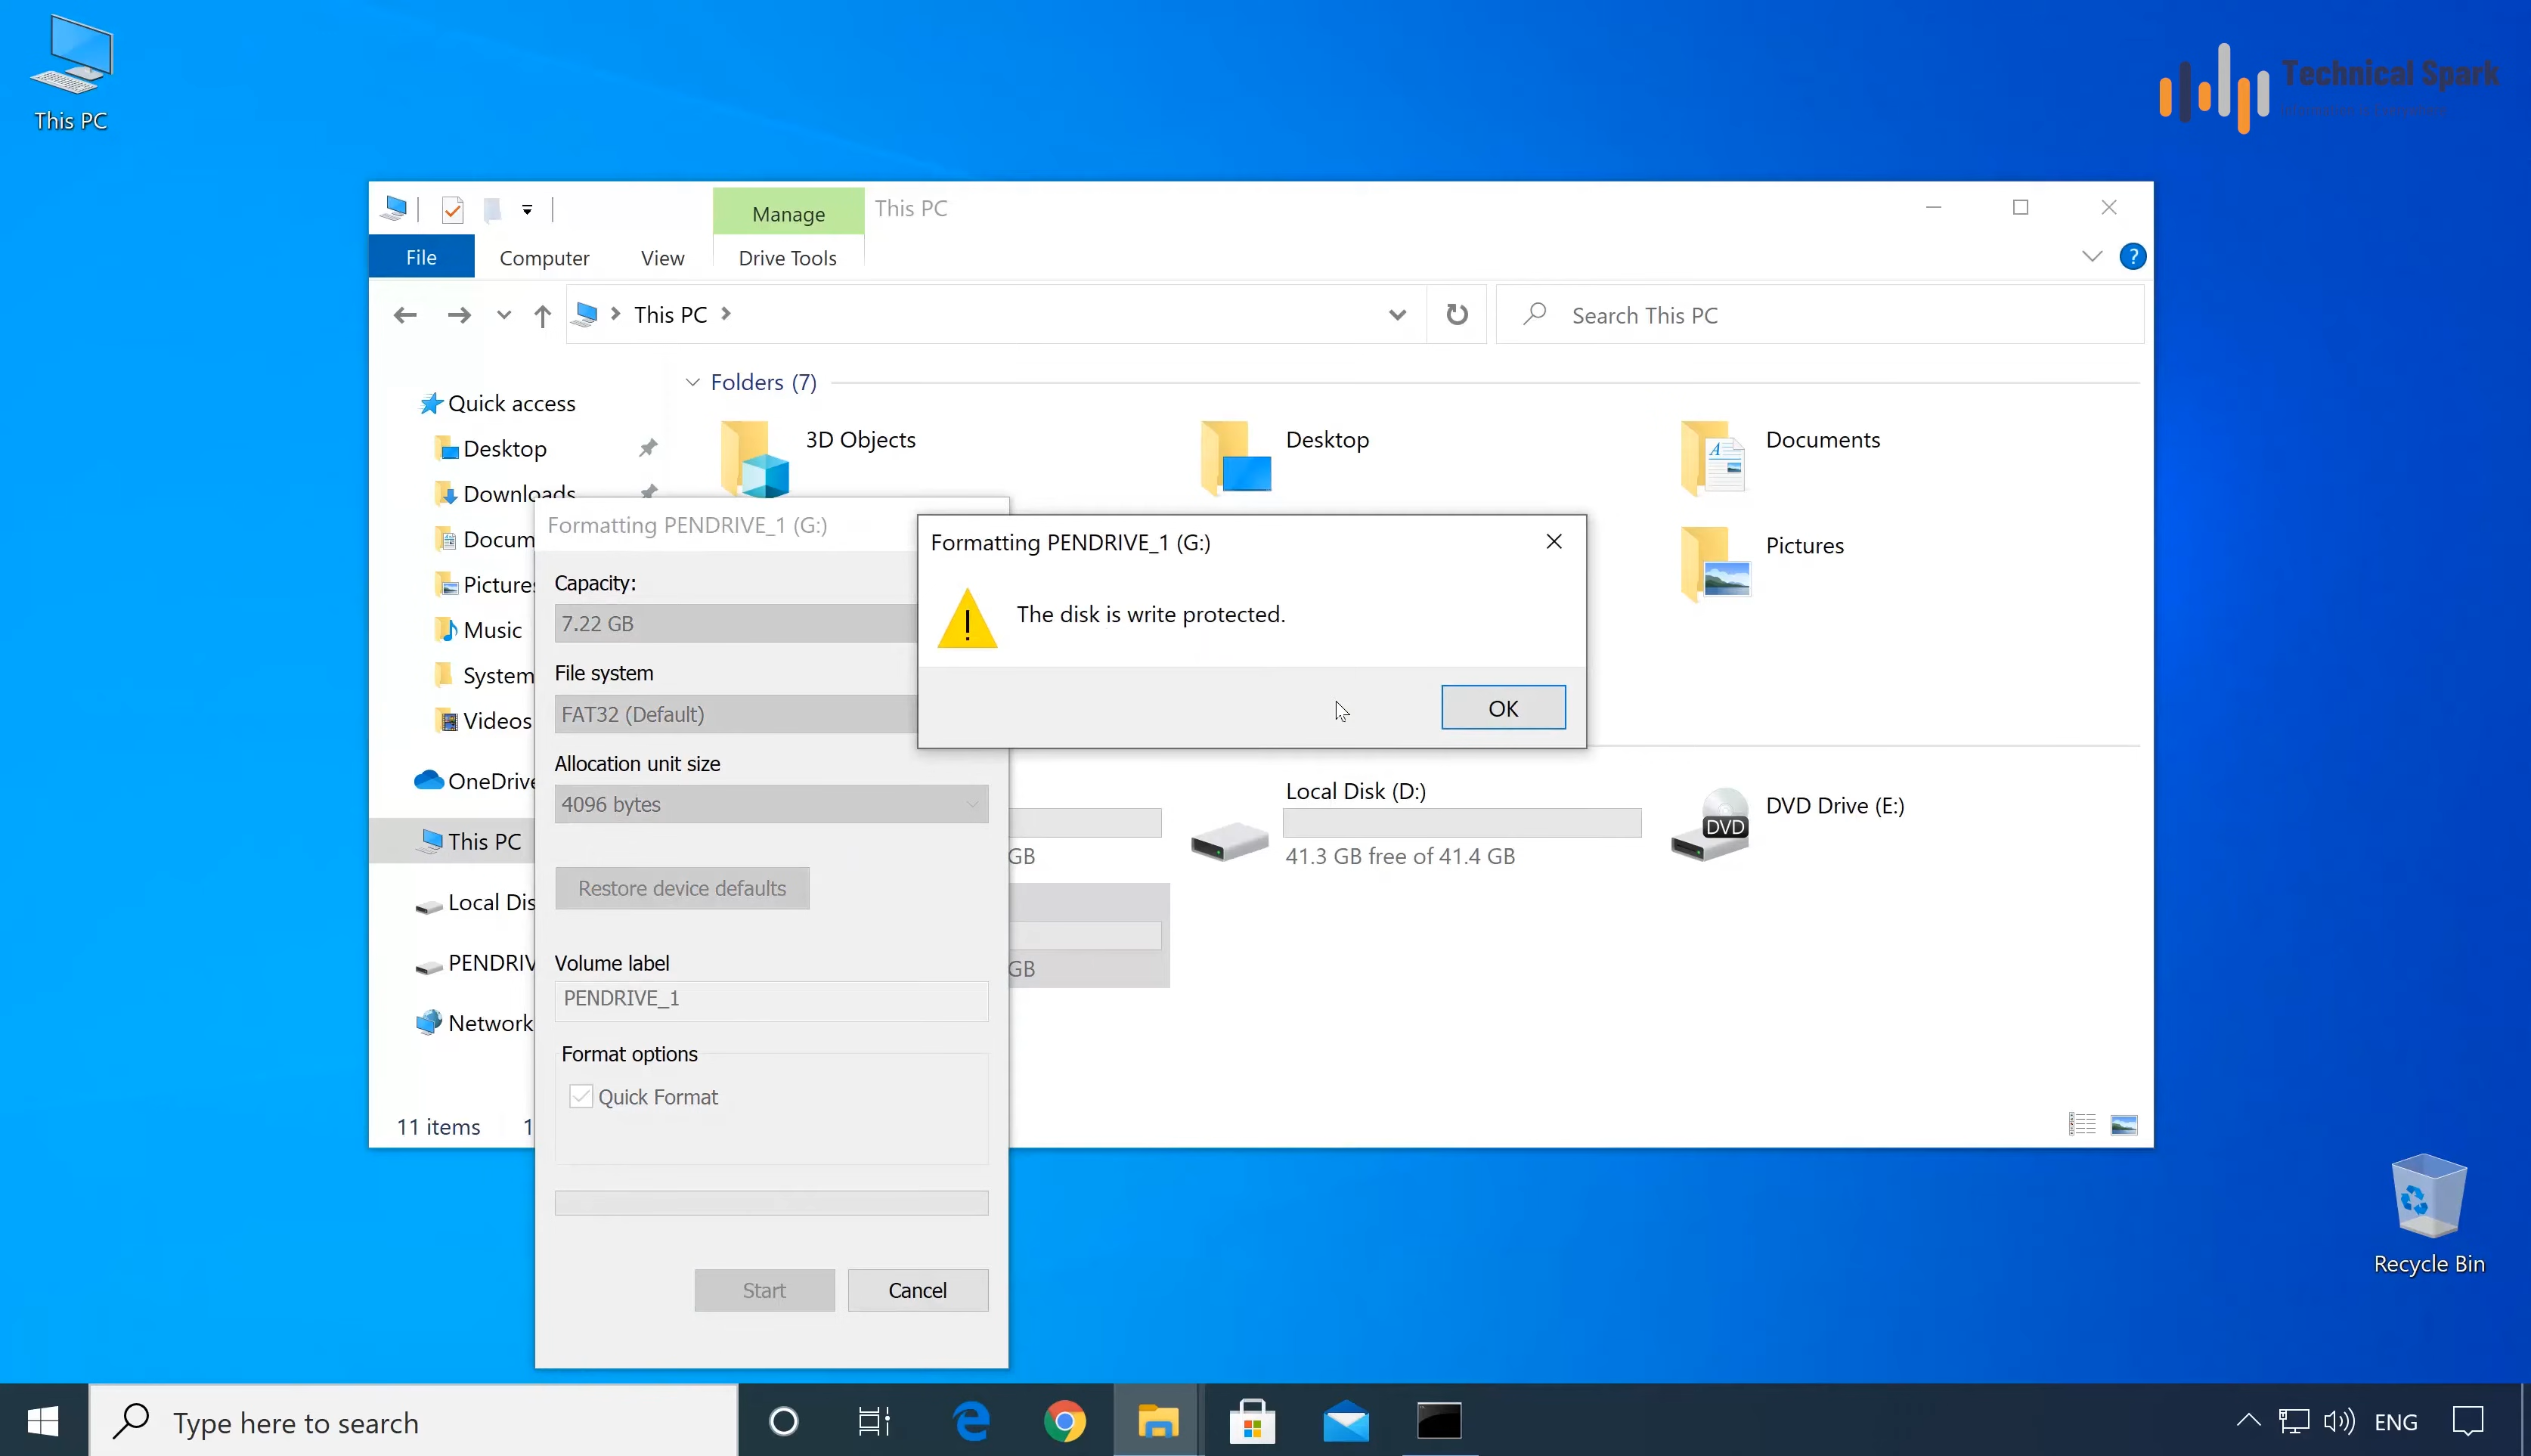 This PC
Technical Spark
Manage
This PC
File
Computer
View
Drive Tools
This PC
Search This PC
Quick access
Desktop
Downloads
Docum
Pictures
Music
System
Videos
OneDrive
This PC
Local Dis
PENDRIV
Network
Folders (7)
3D Objects
Desktop
Documents
Pictures
GB
Local Disk (D:)
41.3 GB free of 41.4 GB
DVD
DVD Drive (E:)
GB
11 items
1
Formatting PENDRIVE_1 (G:)
Capacity:
7.22 GB
File system
FAT32 (Default)
Allocation unit size
4096 bytes
Restore device defaults
Volume label
PENDRIVE_1
Format options
Quick Format
Start
Cancel
Formatting PENDRIVE_1 (G:)
The disk is write protected.
OK
Recycle Bin
Type here to search
ENG